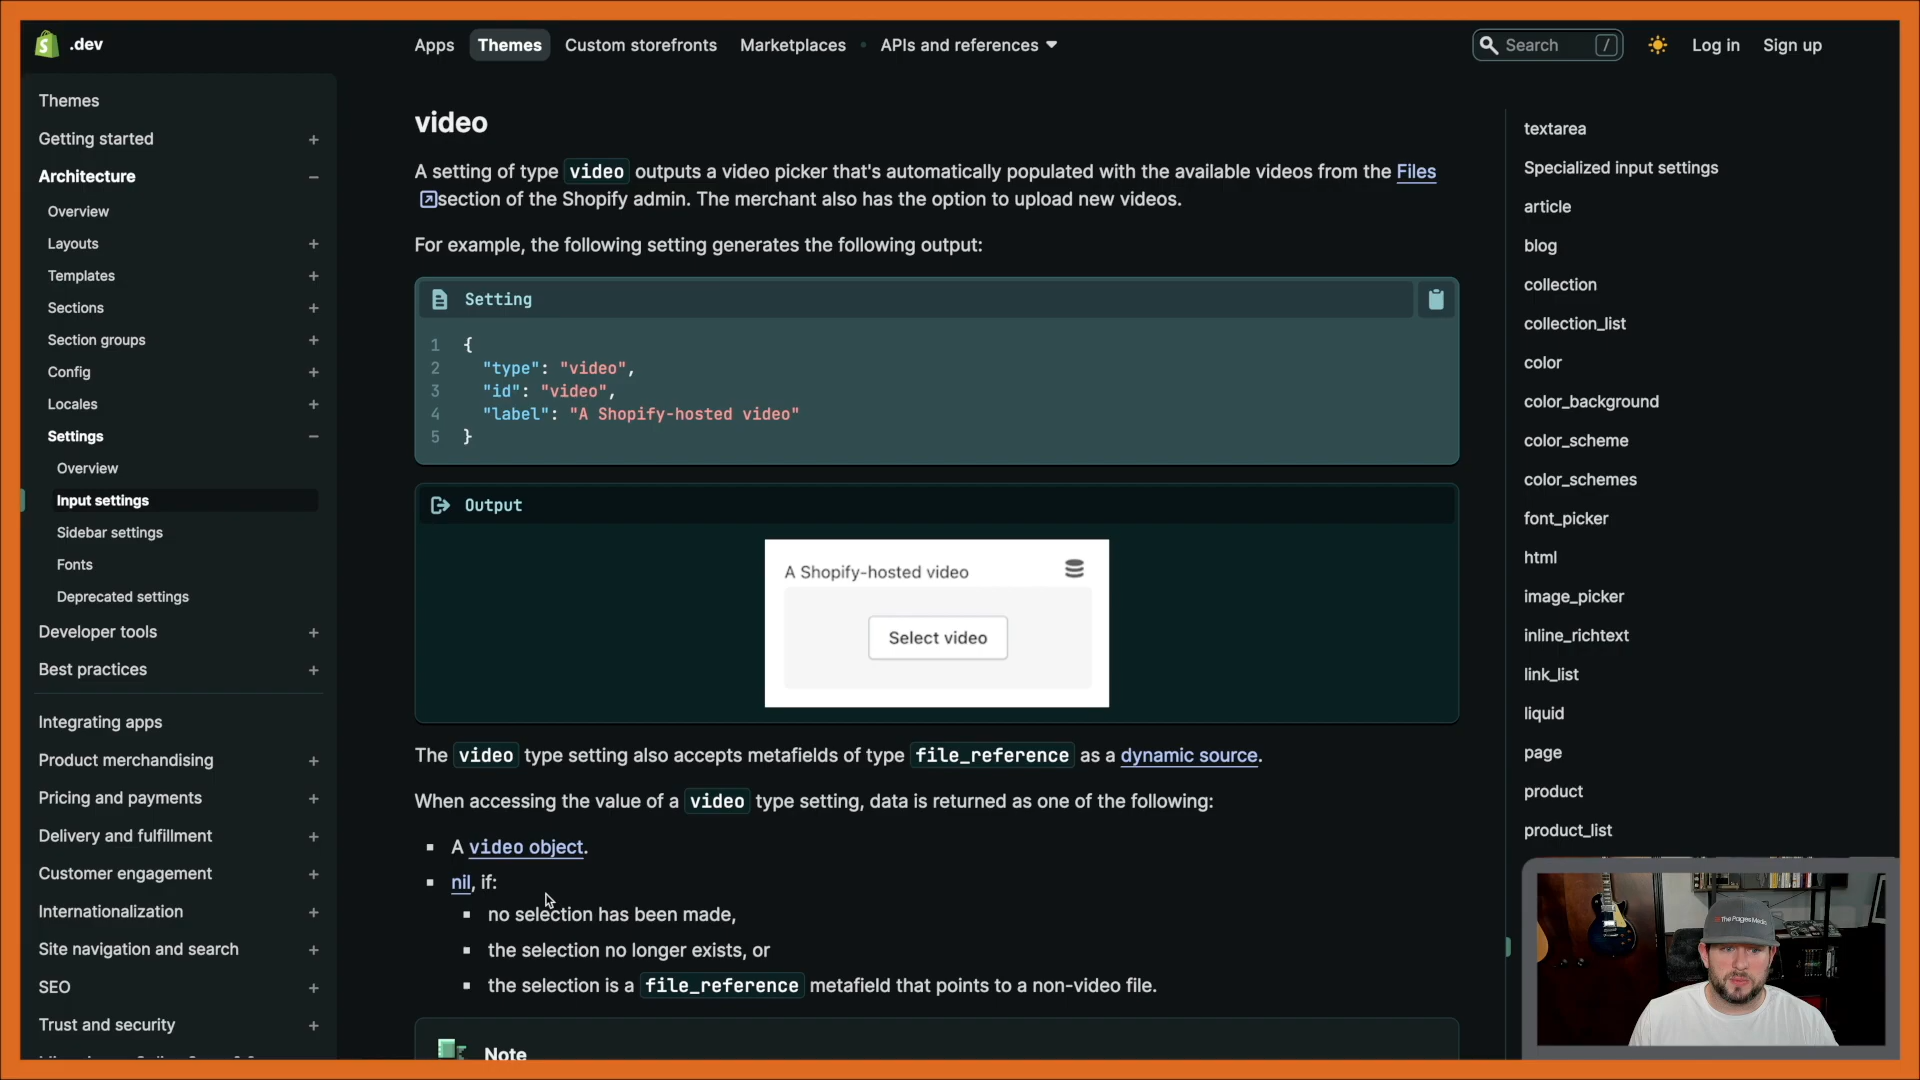 .dev
Apps
Themes
Custom storefronts
Marketplaces
APIs and references
Search
/
Log in
Sign up
Themes
Getting started
Architecture
Overview
Layouts
Templates
Sections
Section groups
Config
Locales
Settings
Overview
Input settings
Sidebar settings
Fonts
Deprecated settings
Developer tools
Best practices
Integrating apps
Product merchandising
Pricing and payments
Delivery and fulfillment
Customer engagement
Internationalization
Site navigation and search
SEO
Trust and security
video
A setting of type video outputs a video picker that's automatically populated with the available videos from the Files
section of the Shopify admin. The merchant also has the option to upload new videos.
For example, the following setting generates the following output:
Setting
1 {
2 "type": "video",
3 "id": "video",
4 "label": "A Shopify-hosted video"
5 }
Output
A Shopify-hosted video
Select video
The video type setting also accepts metafields of type file_reference as a dynamic source.
When accessing the value of a video type setting, data is returned as one of the following:
A video object.
nil, if:
no selection has been made,
the selection no longer exists, or
the selection is a file_reference metafield that points to a non-video file.
Note
textarea
Specialized input settings
article
blog
collection
collection_list
color
color_background
color_scheme
color_schemes
font_picker
html
image_picker
inline_richtext
link_list
liquid
page
product
product_list
The Pages Media